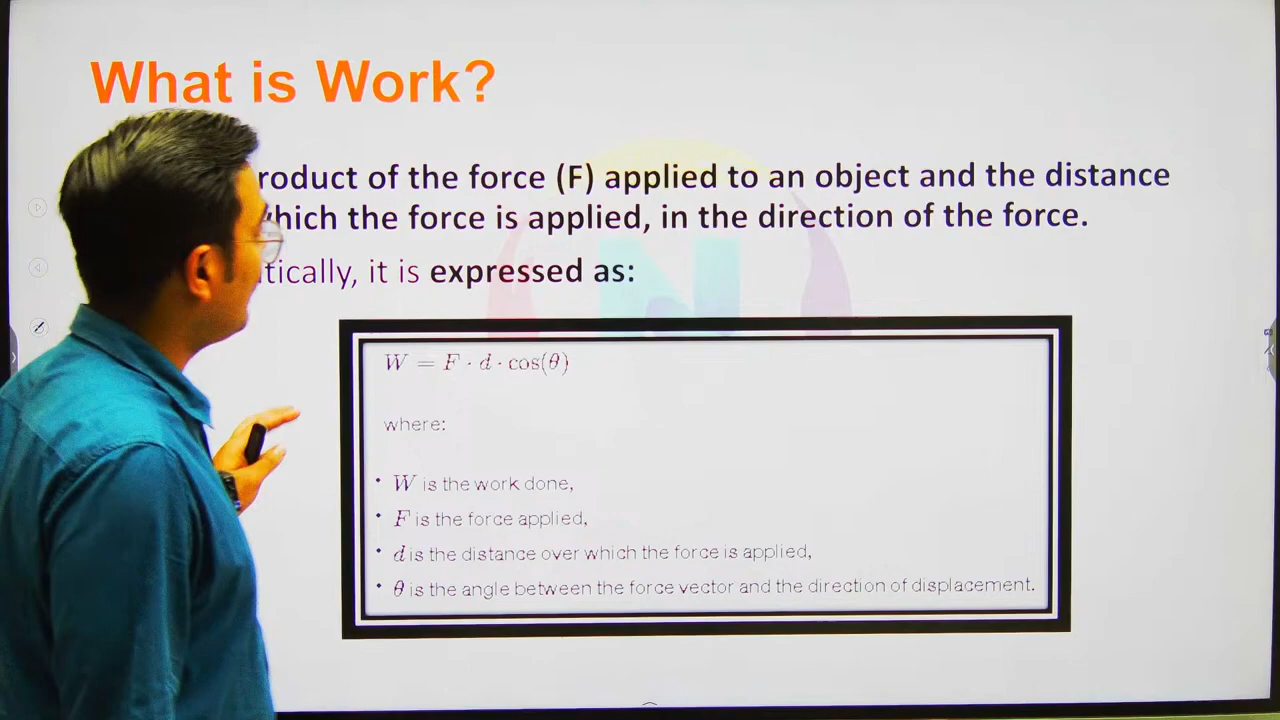 What is Work?
roduct of the force (F) applied to an object and the distance
which the force is applied, in the direction of the force.
tically, it is expressed as:
W = F · d · cos(θ)
where:
• W is the work done,
• F is the force applied,
• d is the distance over which the force is applied,
• θ is the angle between the force vector and the direction of displacement.